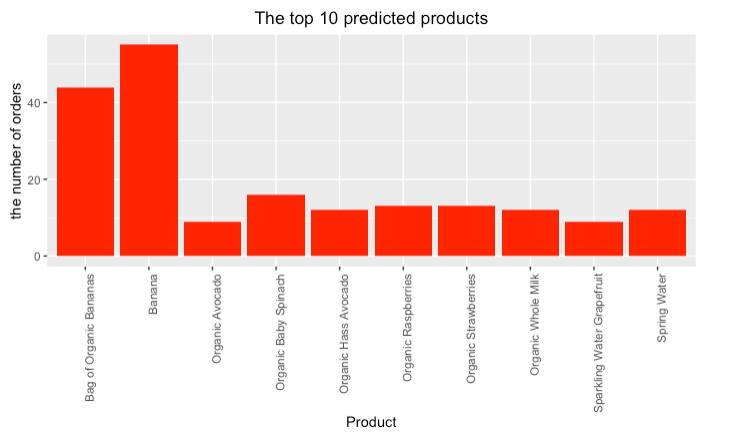 The top 10 predicted products
the number of orders
40
20
0
Bag of Organic Bananas
Banana
Organic Avocado
Organic Baby Spinach
Organic Hass Avocado
Organic Raspberries
Organic Strawberries
Organic Whole Milk
Sparkling Water Grapefruit
Spring Water
Product